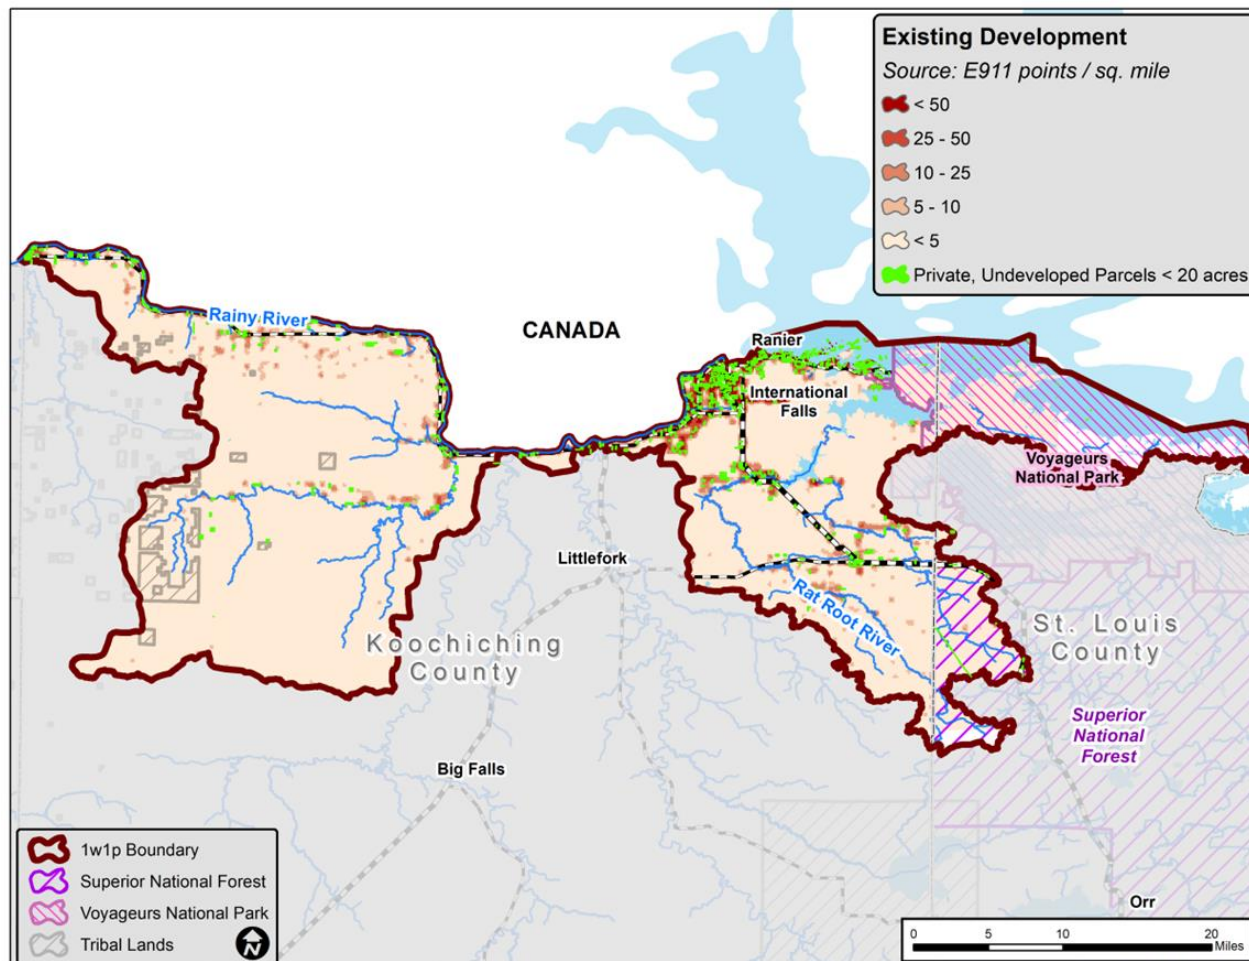 Existing Development
Source: E911 points / sq. mile
< 50
25 - 50
10 - 25
5 - 10
< 5
Private, Undeveloped Parcels < 20 acres
Rainy River
CANADA
Ranier
International
Falls
Voyageurs
National Park
Littlefork
Rat Root River
Koochiching
County
St. Louis
County
Superior
National
Forest
Big Falls
Orr
1w1p Boundary
Superior National Forest
Voyageurs National Park
Tribal Lands
N
0 5 10 20
Miles